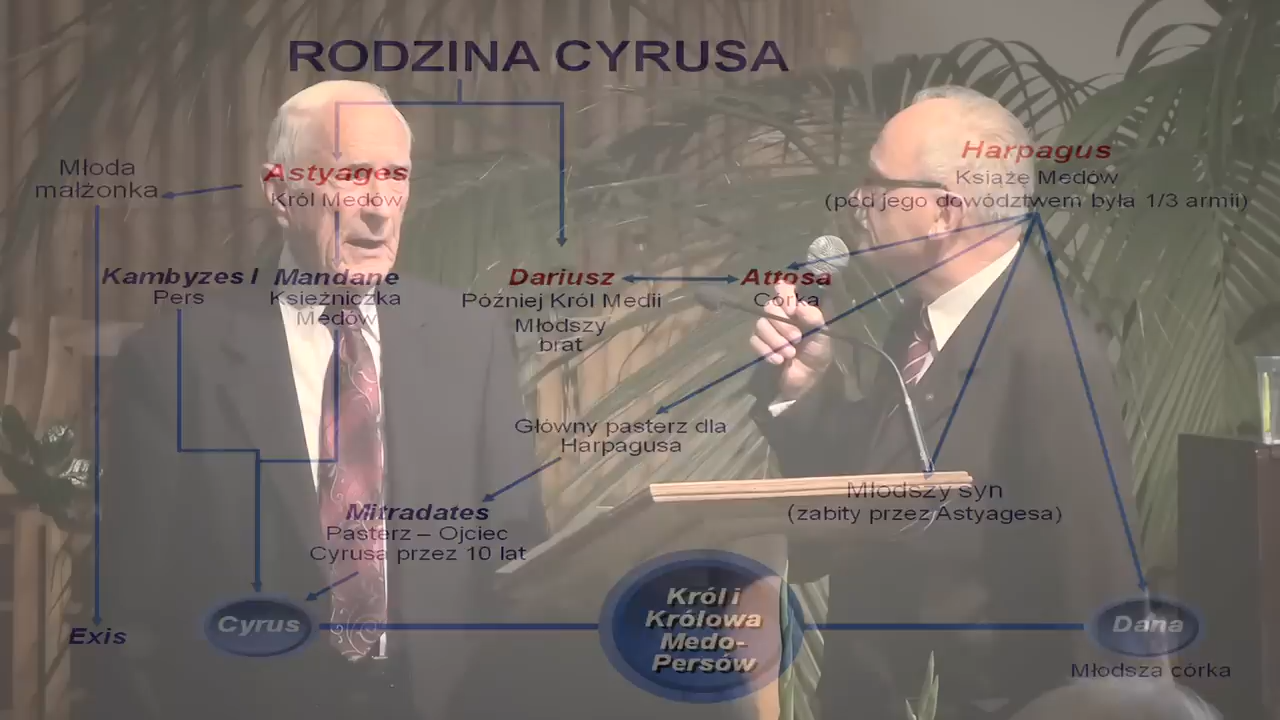 RODZINA CYRUSA
Młoda
małżonka
Astyages
Król Medów
Harpagus
Książę Medów
(pod jego dowództwem była 1/3 armii)
Kambyzes I
Pers
Mandane
Księżniczka
Medów
Dariusz
Później Król Medii
Młodszy
brat
Attosa
Córka
Główny pasterz dla
Harpagusa
Mitradates
Pasterz – Ojciec
Cyrusa przez 10 lat
Młodszy syn
(zabity przez Astyagesa)
Exis
Cyrus
Król i
Królowa
Medo-
Persów
Dana
Młodsza córka